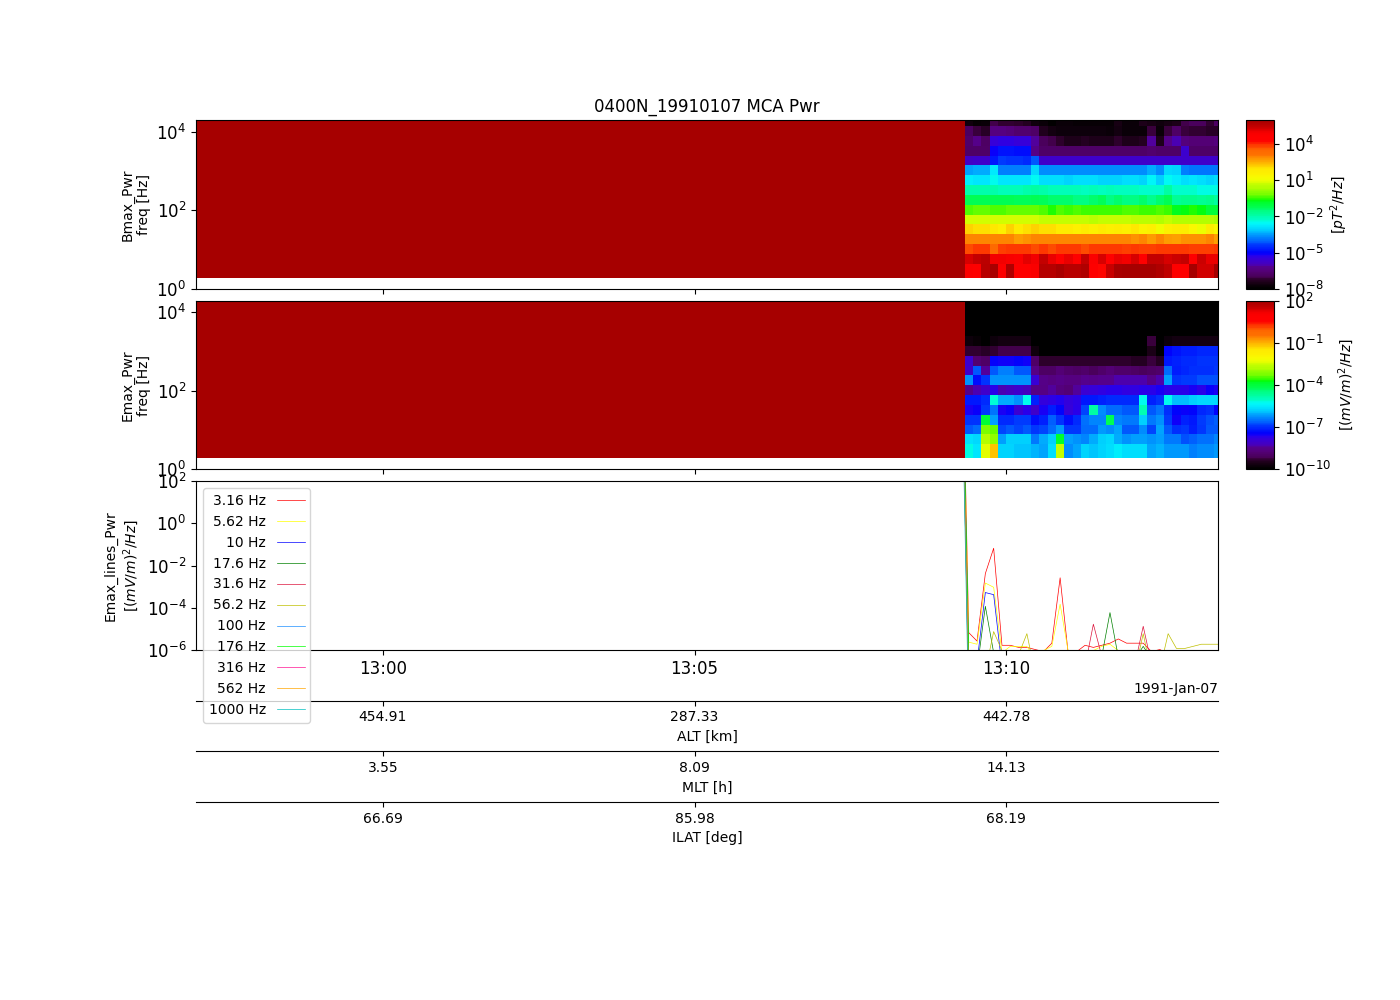 0400N_19910107 MCA Pwr
Bmax_Pwr
freq [Hz]
10^4
10^2
10^0
10^4
10^1
10^−2
10^−5
10^−8
[pT^2/Hz]
Emax_Pwr
freq [Hz]
10^4
10^2
10^0
10^2
10^−1
10^−4
10^−7
10^−10
[(mV/m)^2/Hz]
Emax_lines_Pwr
[(mV/m)^2/Hz]
10^2
10^0
10^−2
10^−4
10^−6
3.16 Hz
5.62 Hz
10 Hz
17.6 Hz
31.6 Hz
56.2 Hz
100 Hz
176 Hz
316 Hz
562 Hz
1000 Hz
13:00 13:05 13:10
1991-Jan-07
454.91 287.33 442.78
ALT [km]
3.55 8.09 14.13
MLT [h]
66.69 85.98 68.19
ILAT [deg]